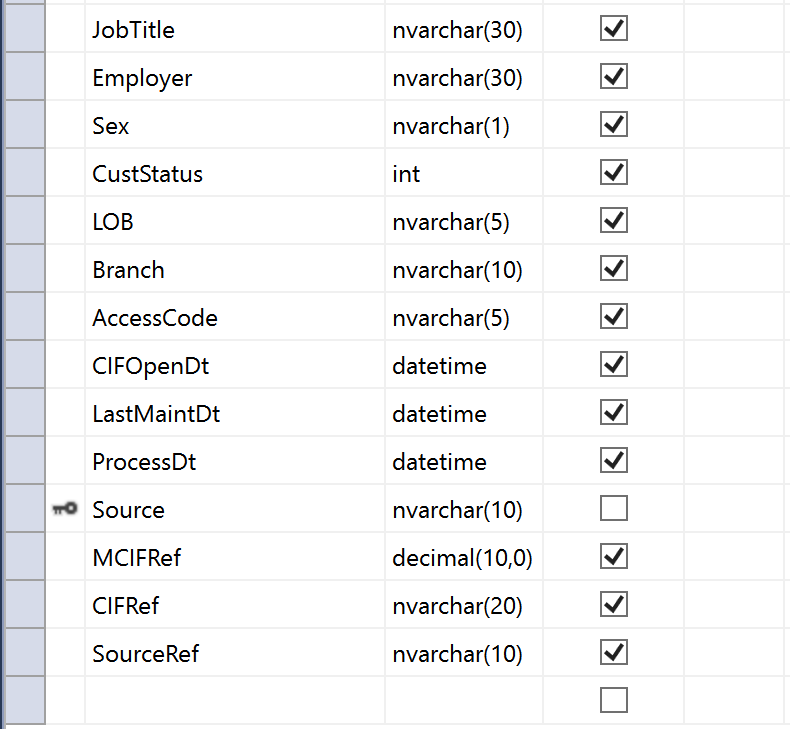 JobTitle nvarchar(30)
Employer nvarchar(30)
Sex nvarchar(1)
CustStatus int
LOB nvarchar(5)
Branch nvarchar(10)
AccessCode nvarchar(5)
CIFOpenDt datetime
LastMaintDt datetime
ProcessDt datetime
Source nvarchar(10)
MCIFRef decimal(10,0)
CIFRef nvarchar(20)
SourceRef nvarchar(10)